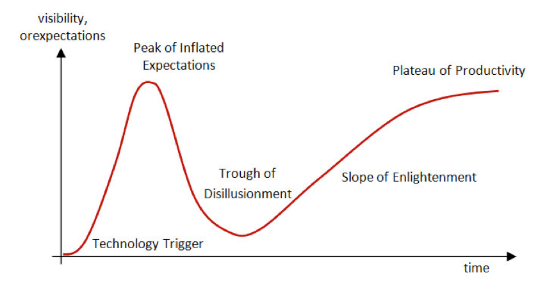 visibility,
orexpectations
Peak of Inflated
Expectations
Plateau of Productivity
Trough of
Disillusionment
Slope of Enlightenment
Technology Trigger
time